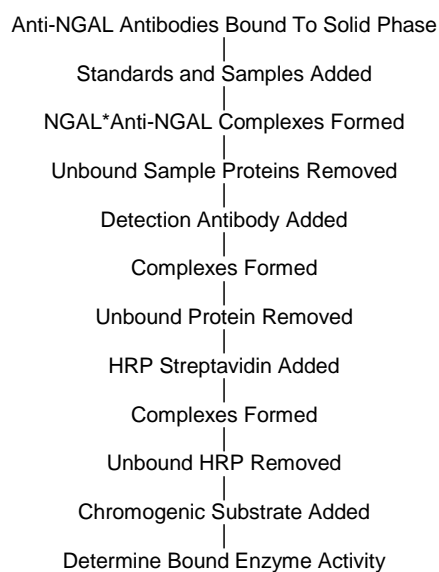 Anti-NGAL Antibodies Bound To Solid Phase
Standards and Samples Added
NGAL*Anti-NGAL Complexes Formed
Unbound Sample Proteins Removed
Detection Antibody Added
Complexes Formed
Unbound Protein Removed
HRP Streptavidin Added
Complexes Formed
Unbound HRP Removed
Chromogenic Substrate Added
Determine Bound Enzyme Activity